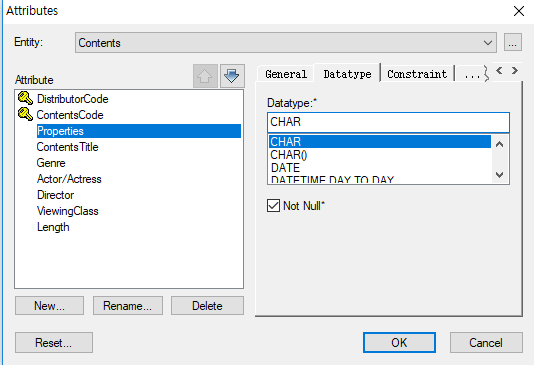 Attributes
Entity:
Contents
...
Attribute
DistributorCode
ContentsCode
Properties
ContentsTitle
Genre
Actor/Actress
Director
ViewingClass
Length
New...
Rename...
Delete
Reset...
General
Datatype
Constraint
...
Datatype:*
CHAR
CHAR
CHAR()
DATE
DATETIME DAY TO DAY
Not Null*
OK
Cancel